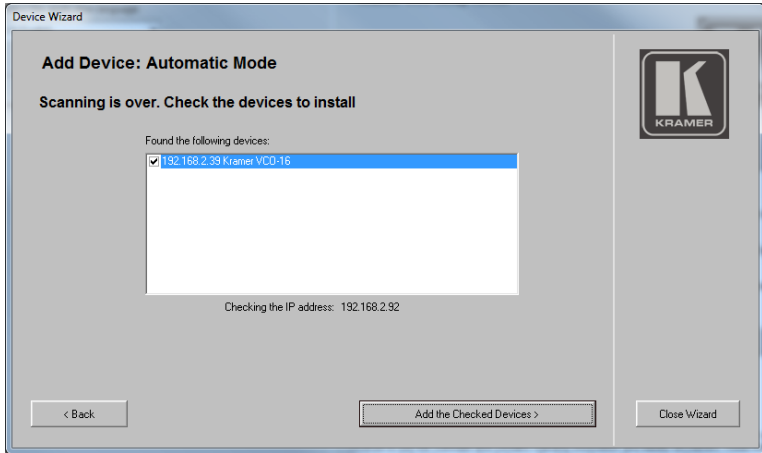 Device Wizard
Add Device: Automatic Mode
Scanning is over. Check the devices to install
KRAMER
Found the following devices:
192.168.2.39 Kramer VCO-16
Checking the IP address: 192.168.2.92
< Back
Add the Checked Devices >
Close Wizard